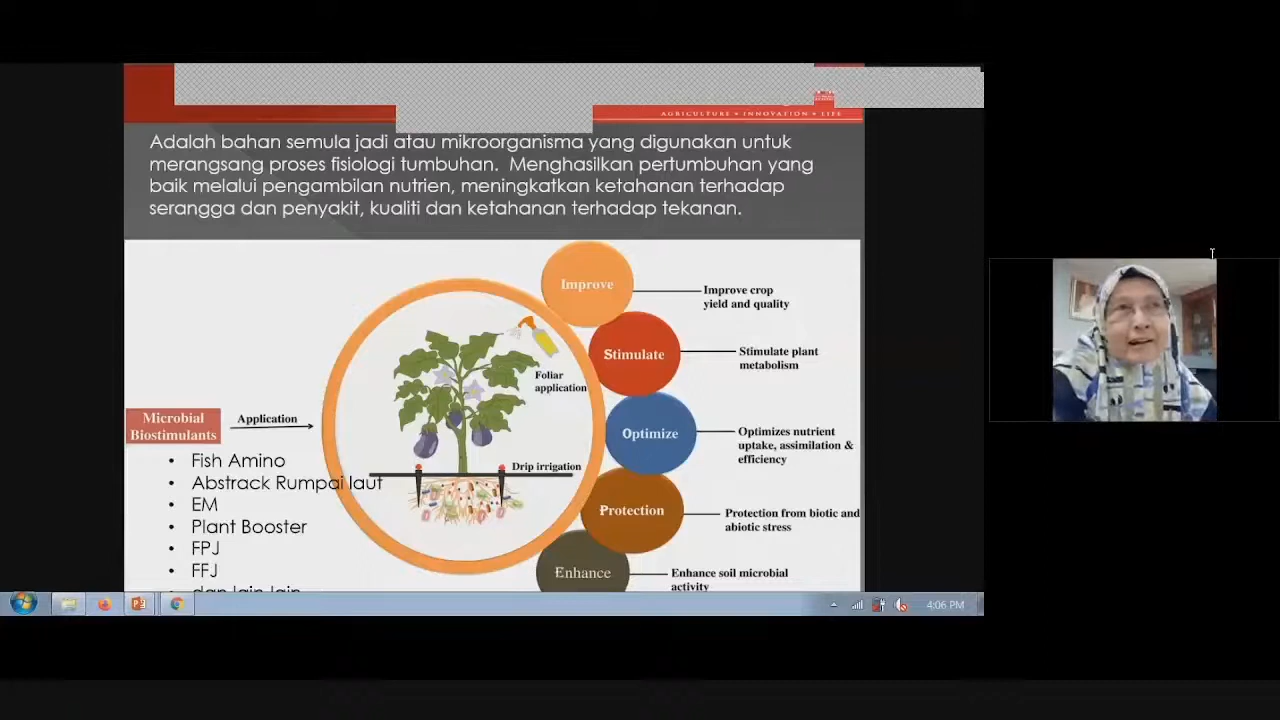 AGRICULTURE • INNOVATION • LIFE
Adalah bahan semula jadi atau mikroorganisma yang digunakan untuk
merangsang proses fisiologi tumbuhan. Menghasilkan pertumbuhan yang
baik melalui pengambilan nutrien, meningkatkan ketahanan terhadap
serangga dan penyakit, kualiti dan ketahanan terhadap tekanan.
Improve
Improve crop
yield and quality
Stimulate
Stimulate plant
metabolism
Foliar
application
Microbial
Biostimulants
Application
Optimize
Optimizes nutrient
uptake, assimilation &
efficiency
Drip irrigation
• Fish Amino
• Abstrack Rumpai laut
• EM
• Plant Booster
• FPJ
• FFJ
• dan lain lain
Protection
Protection from biotic and
abiotic stress
Enhance
Enhance soil microbial
activity
4:06 PM